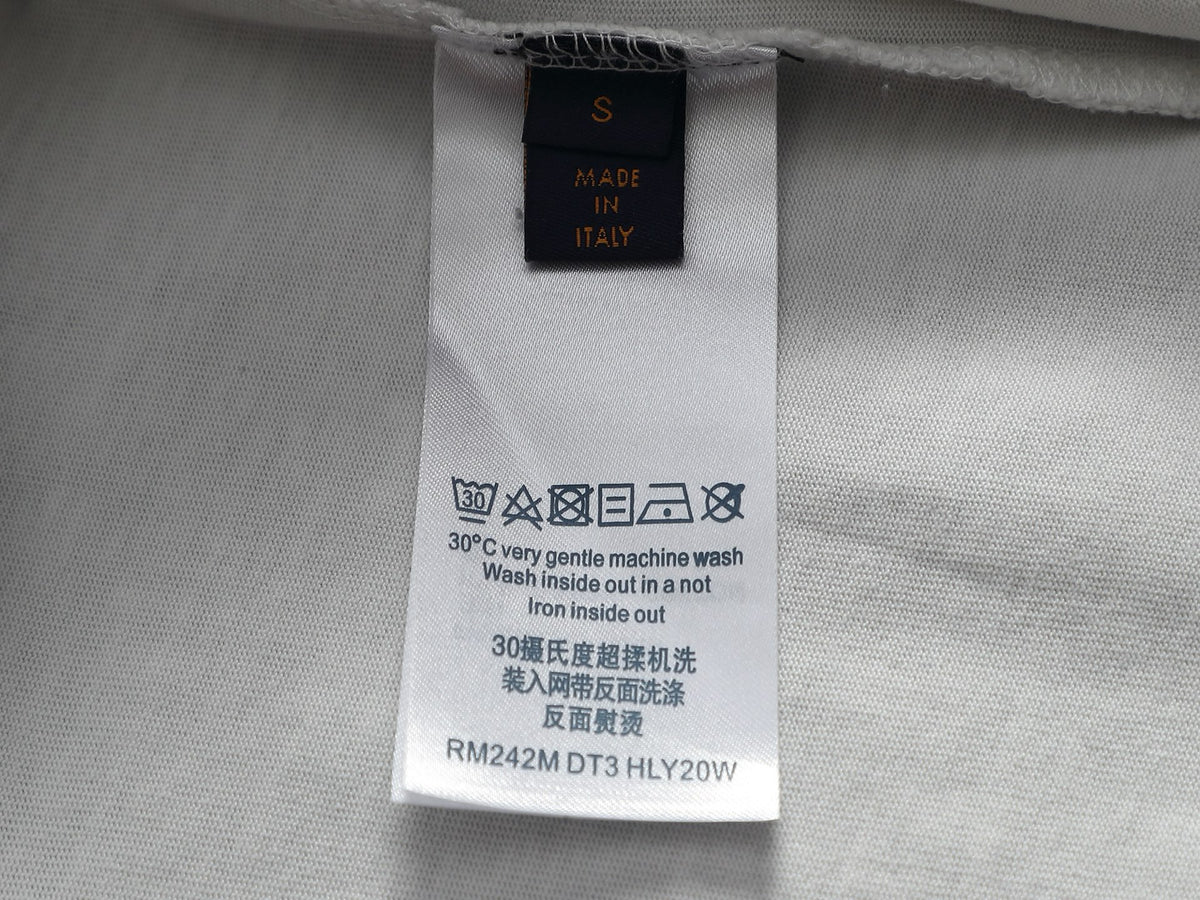 S
MADE
IN
ITALY
30
30°C very gentle machine wash
Wash inside out in a not
Iron inside out
30摄氏度超揉机洗
装入网带反面洗涤
反面熨烫
RM242M DT3 HLY20W